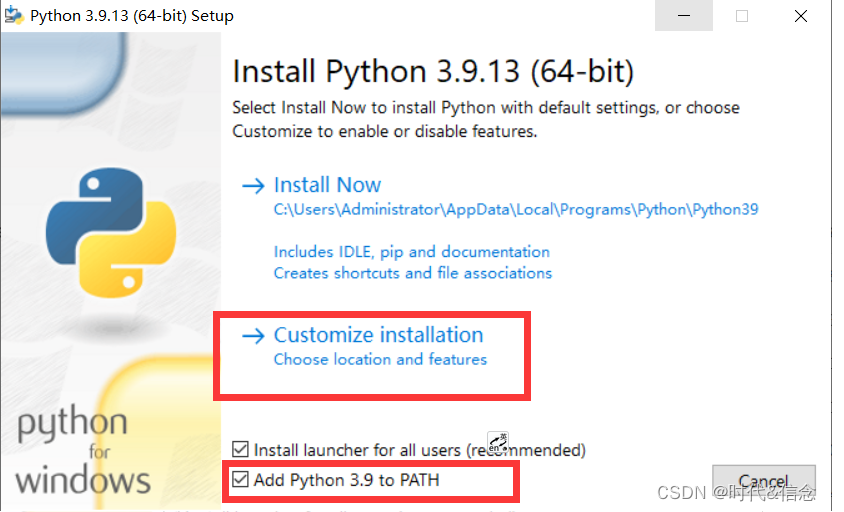 Python 3.9.13 (64-bit) Setup
Install Python 3.9.13 (64-bit)
Select Install Now to install Python with default settings, or choose
Customize to enable or disable features.
Install Now
C:\Users\Administrator\AppData\Local\Programs\Python\Python39
Includes IDLE, pip and documentation
Creates shortcuts and file associations
Customize installation
Choose location and features
python
for
windows
Install launcher for all users (recommended)
英
en
Add Python 3.9 to PATH
Cancel
CSDN @时代&信念